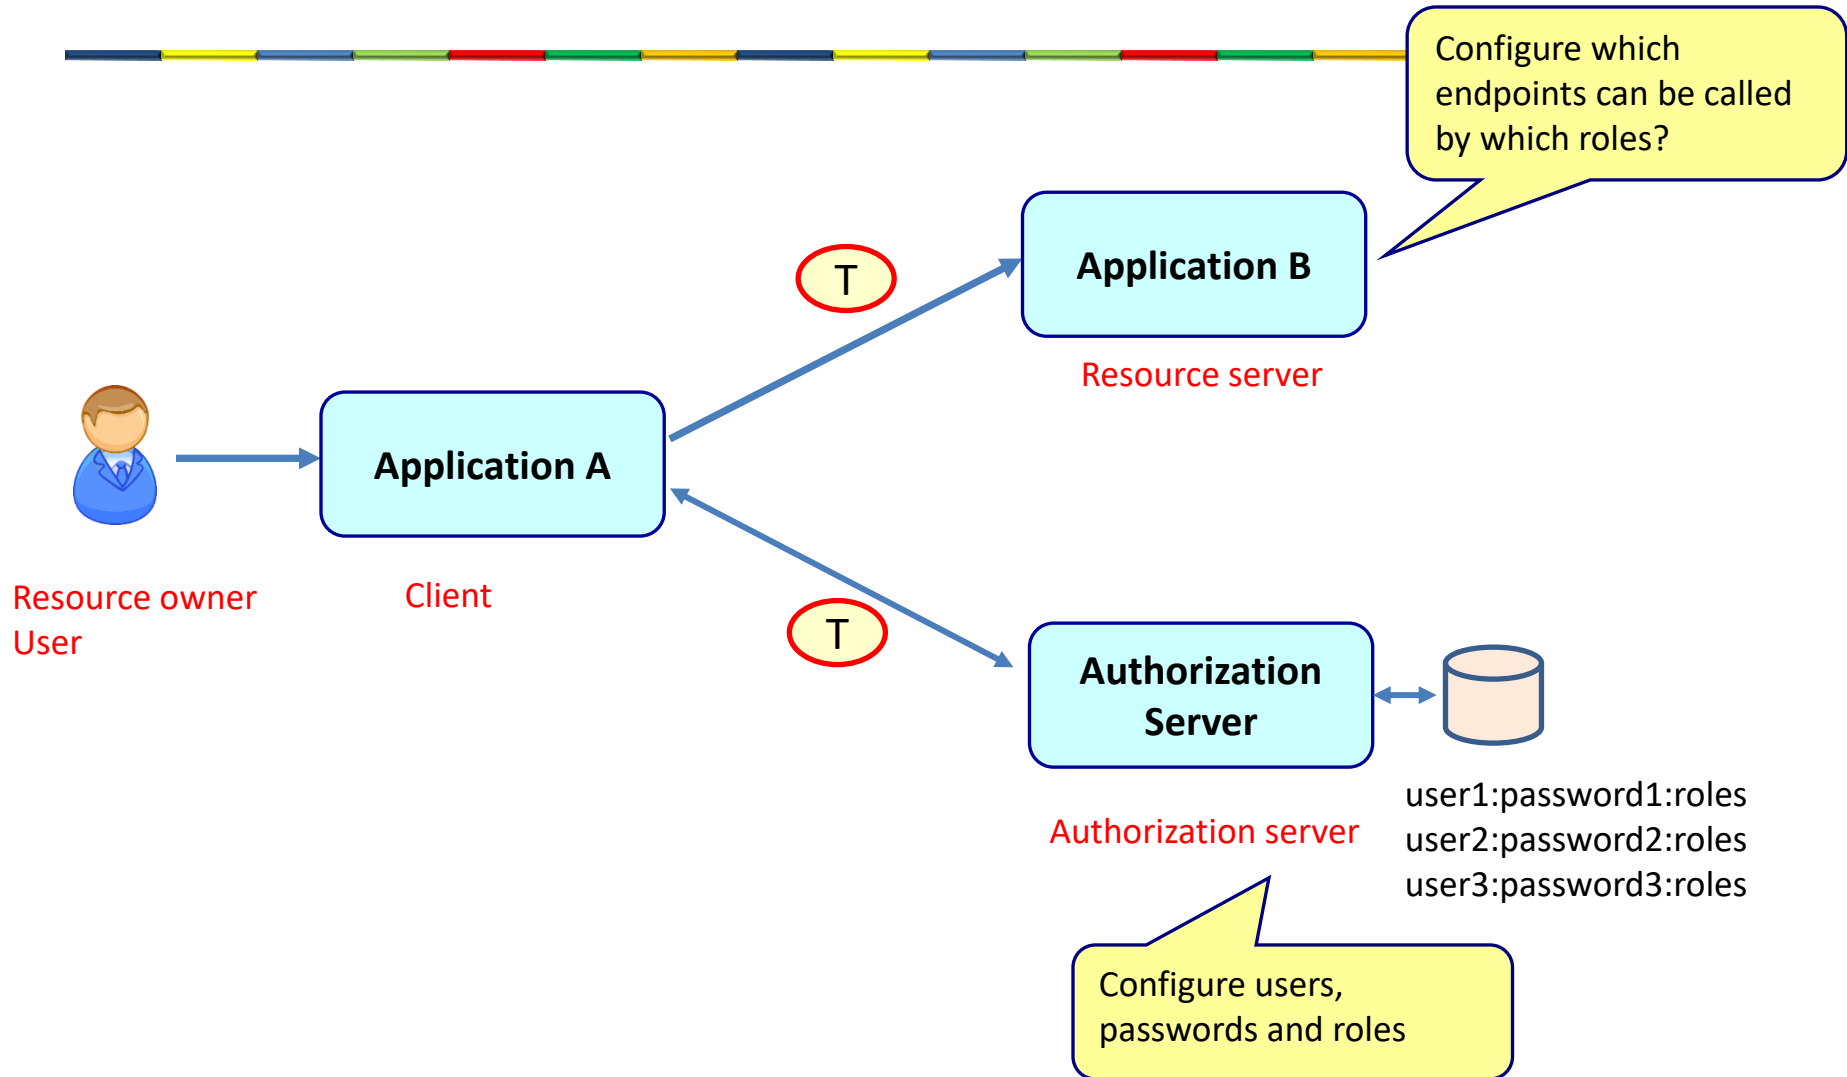 Configure which
endpoints can be called
by which roles?
Application B
T
Resource server
Application A
Resource owner
User
Client
T
Authorization
Server
Authorization server
user1:password1:roles
user2:password2:roles
user3:password3:roles
Configure users,
passwords and roles